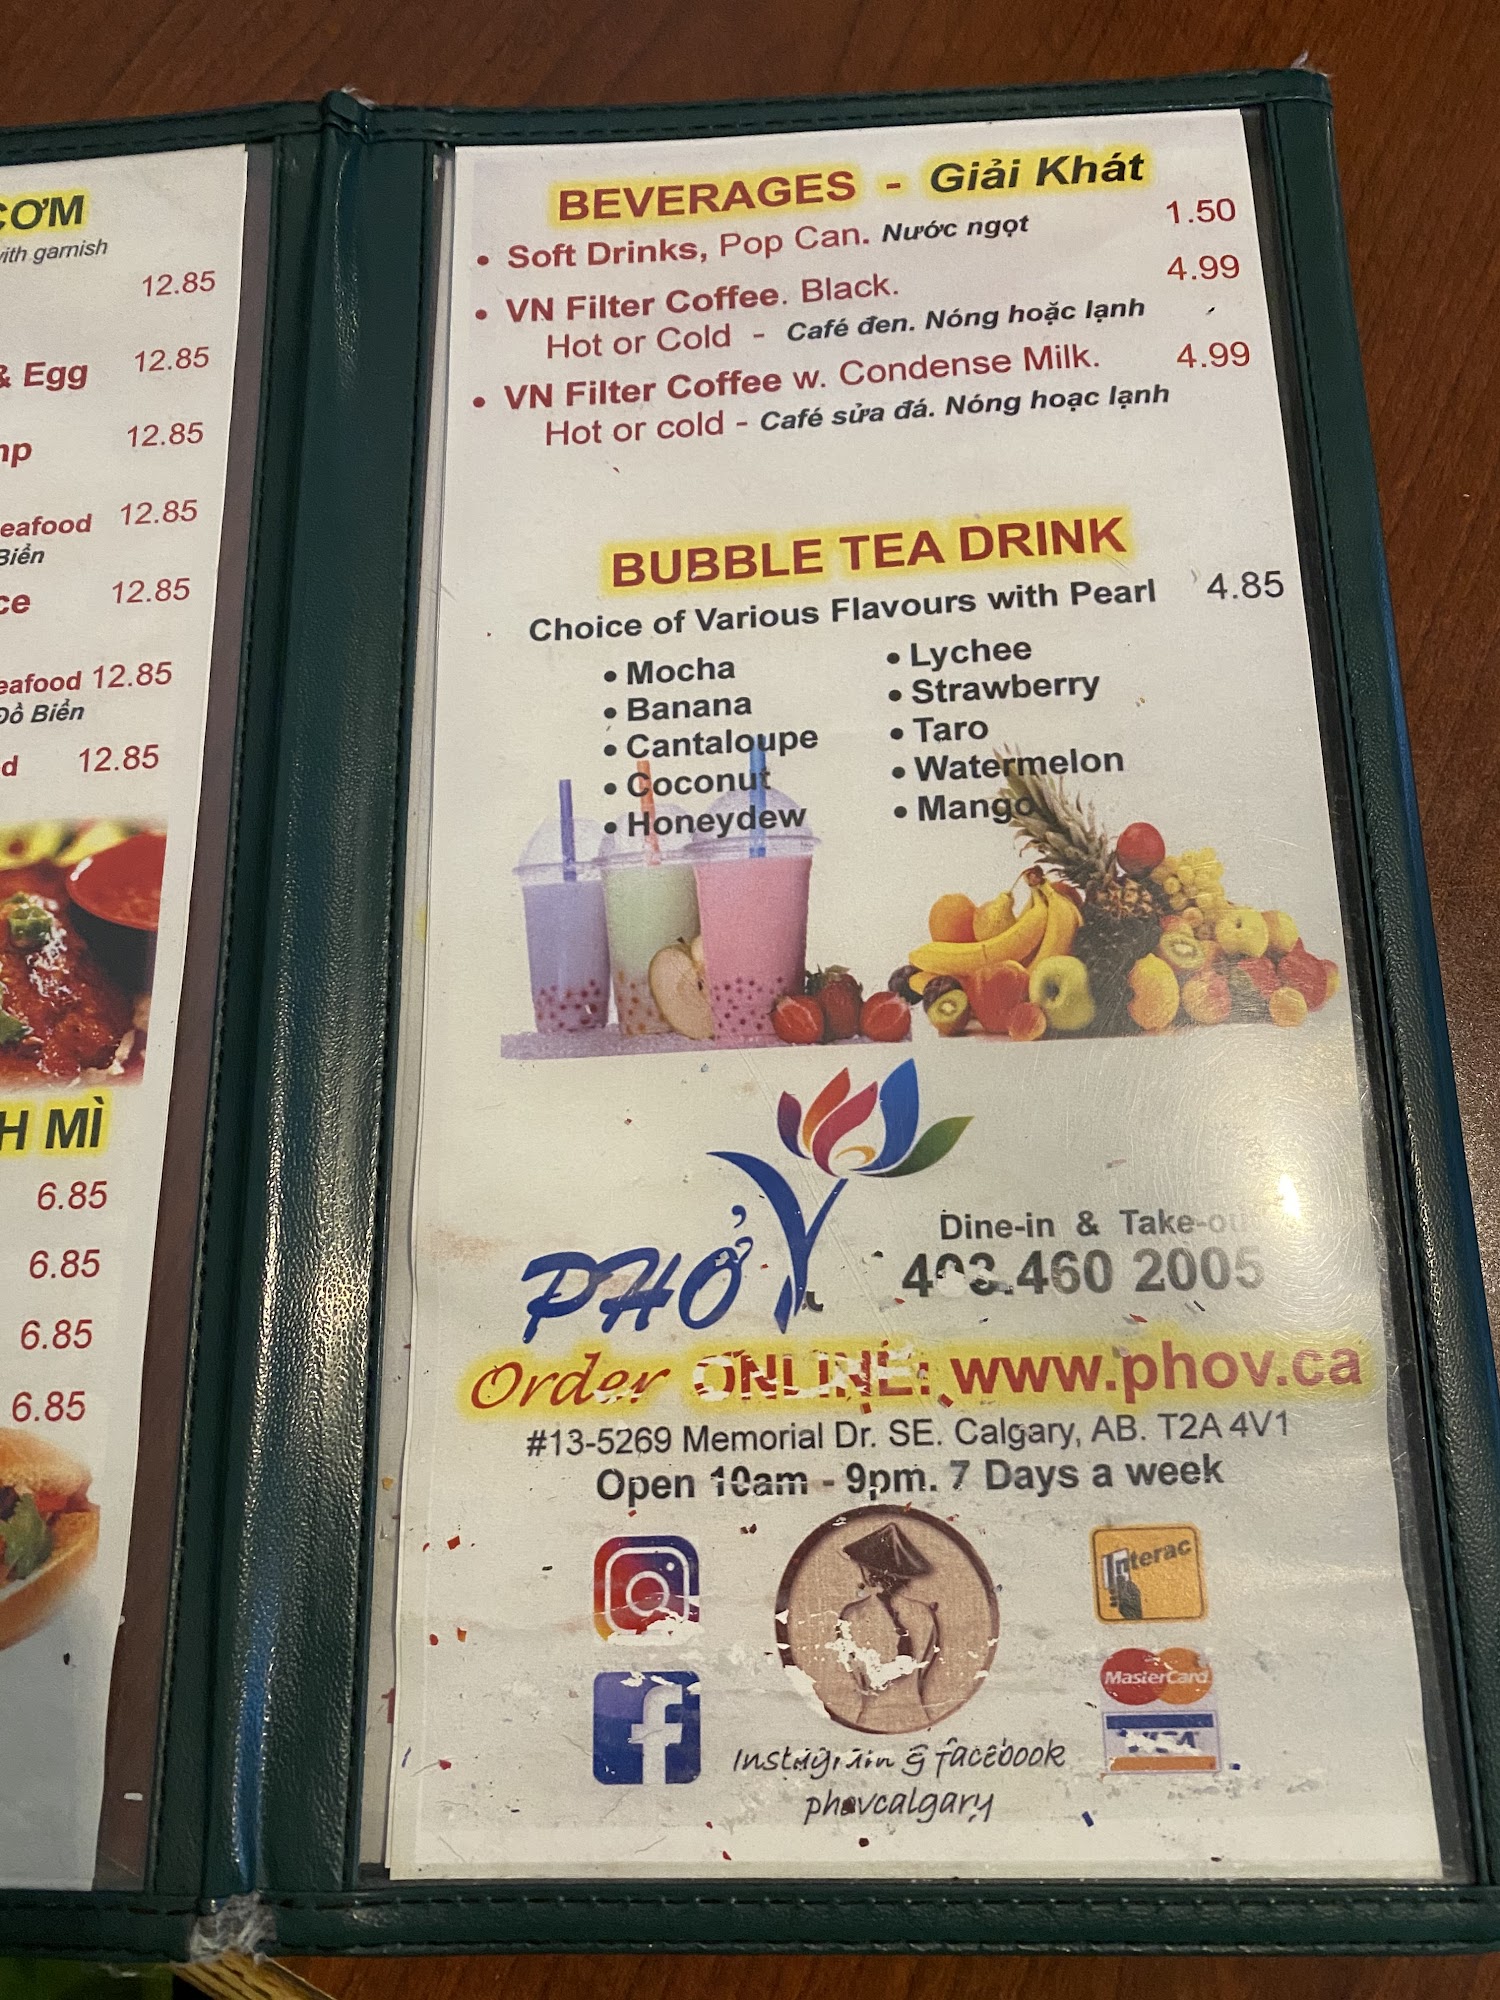 CƠM
with garnish
12.85
& Egg 12.85
12.85
12.85
Biển
12.85
12.85
Đồ Biển
12.85
MÌ
6.85
6.85
6.85
6.85
BEVERAGES - Giải Khát
• Soft Drinks, Pop Can. Nước ngọt 1.50
• VN Filter Coffee. Black. 4.99
Hot or Cold - Café đen. Nóng hoặc lạnh
• VN Filter Coffee w. Condense Milk. 4.99
Hot or cold - Café sửa đá. Nóng hoạc lạnh
BUBBLE TEA DRINK
Choice of Various Flavours with Pearl 4.85
• Mocha
• Banana
• Cantaloupe
• Coconut
• Honeydew
• Lychee
• Strawberry
• Taro
• Watermelon
• Mango
PHỞ V
Dine-in & Take-out
403.460 2005
Order ONLINE: www.phov.ca
#13-5269 Memorial Dr. SE. Calgary, AB. T2A 4V1
Open 10am - 9pm. 7 Days a week
Interac
MasterCard
VISA
Instagram & facebook
phovcalgary